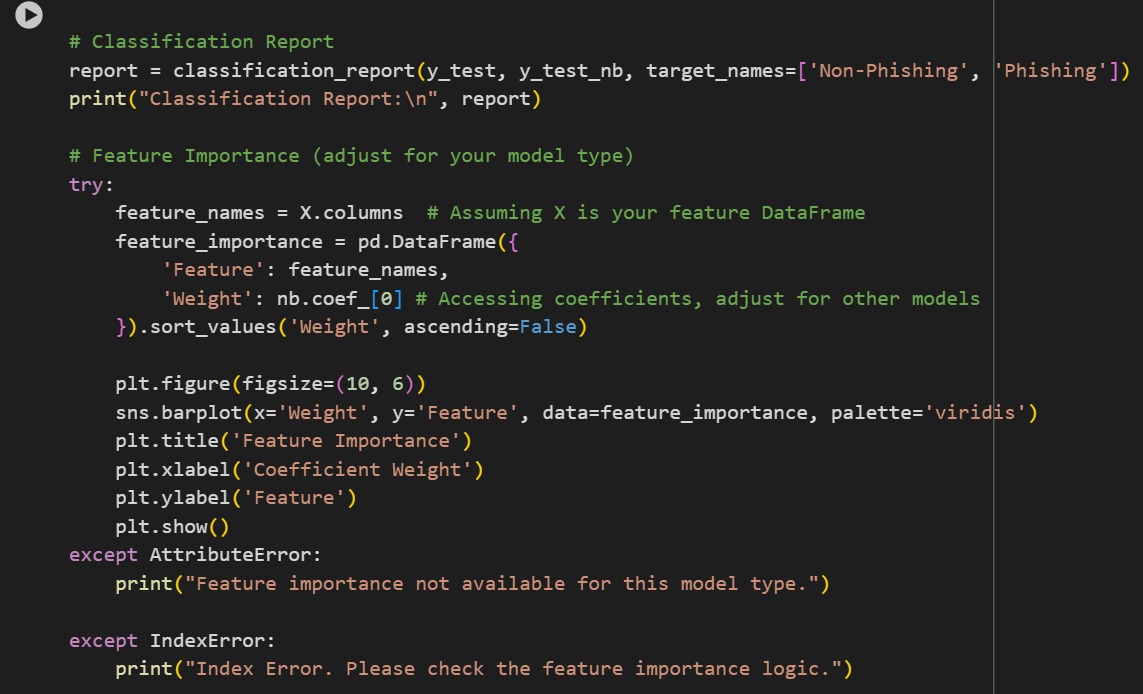 # Classification Report
report = classification_report(y_test, y_test_nb, target_names=['Non-Phishing', 'Phishing'])
print("Classification Report:\n", report)

# Feature Importance (adjust for your model type)
try:
    feature_names = X.columns  # Assuming X is your feature DataFrame
    feature_importance = pd.DataFrame({
        'Feature': feature_names,
        'Weight': nb.coef_[0] # Accessing coefficients, adjust for other models
    }).sort_values('Weight', ascending=False)

    plt.figure(figsize=(10, 6))
    sns.barplot(x='Weight', y='Feature', data=feature_importance, palette='viridis')
    plt.title('Feature Importance')
    plt.xlabel('Coefficient Weight')
    plt.ylabel('Feature')
    plt.show()
except AttributeError:
    print("Feature importance not available for this model type.")

except IndexError:
    print("Index Error. Please check the feature importance logic.")